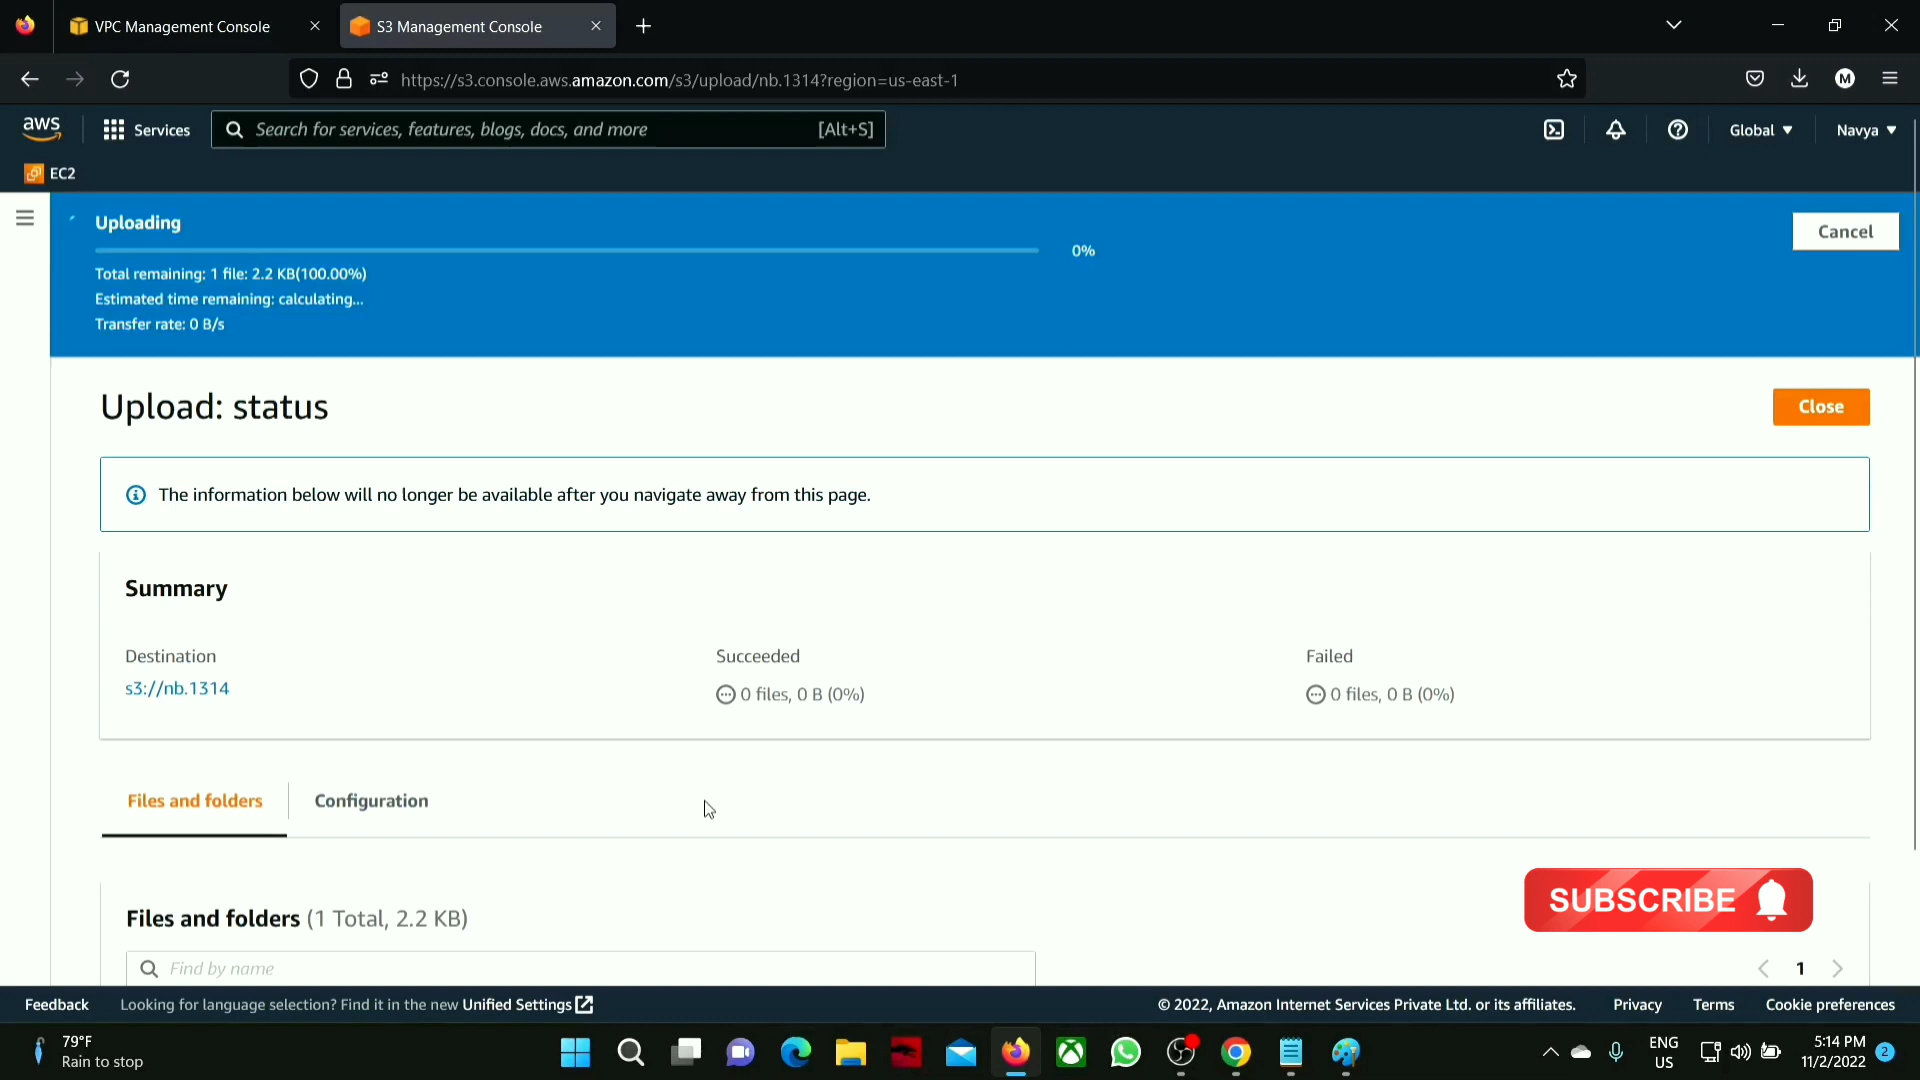 VPC Management Console
S3 Management Console
https://s3.console.aws.amazon.com/s3/upload/nb.1314?region=us-east-1
M
aws
Services
Search for services, features, blogs, docs, and more
[Alt+S]
Global
Navya
EC2
Uploading
0%
Cancel
Total remaining: 1 file: 2.2 KB(100.00%)
Estimated time remaining: calculating...
Transfer rate: 0 B/s
Upload: status
Close
The information below will no longer be available after you navigate away from this page.
Summary
Destination
Succeeded
Failed
s3://nb.1314
0 files, 0 B (0%)
0 files, 0 B (0%)
Files and folders
Configuration
SUBSCRIBE
Files and folders (1 Total, 2.2 KB)
Find by name
1
Feedback
Looking for language selection? Find it in the new Unified Settings
© 2022, Amazon Internet Services Private Ltd. or its affiliates.
Privacy
Terms
Cookie preferences
79°F
Rain to stop
ENG
US
5:14 PM
11/2/2022
2